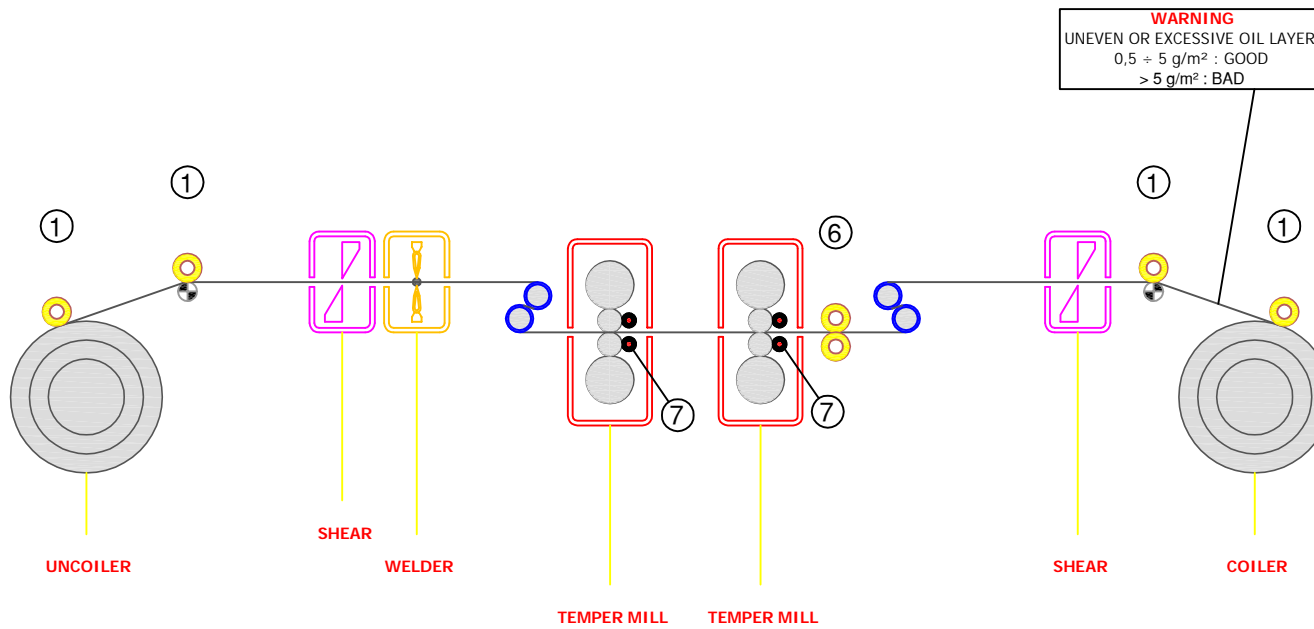 WARNING
UNEVEN OR EXCESSIVE OIL LAYER
0,5 ÷ 5 g/m² : GOOD
> 5 g/m² : BAD
1
1
1
1
6
7
7
SHEAR
UNCOILER
WELDER
SHEAR
COILER
TEMPER MILL
TEMPER MILL